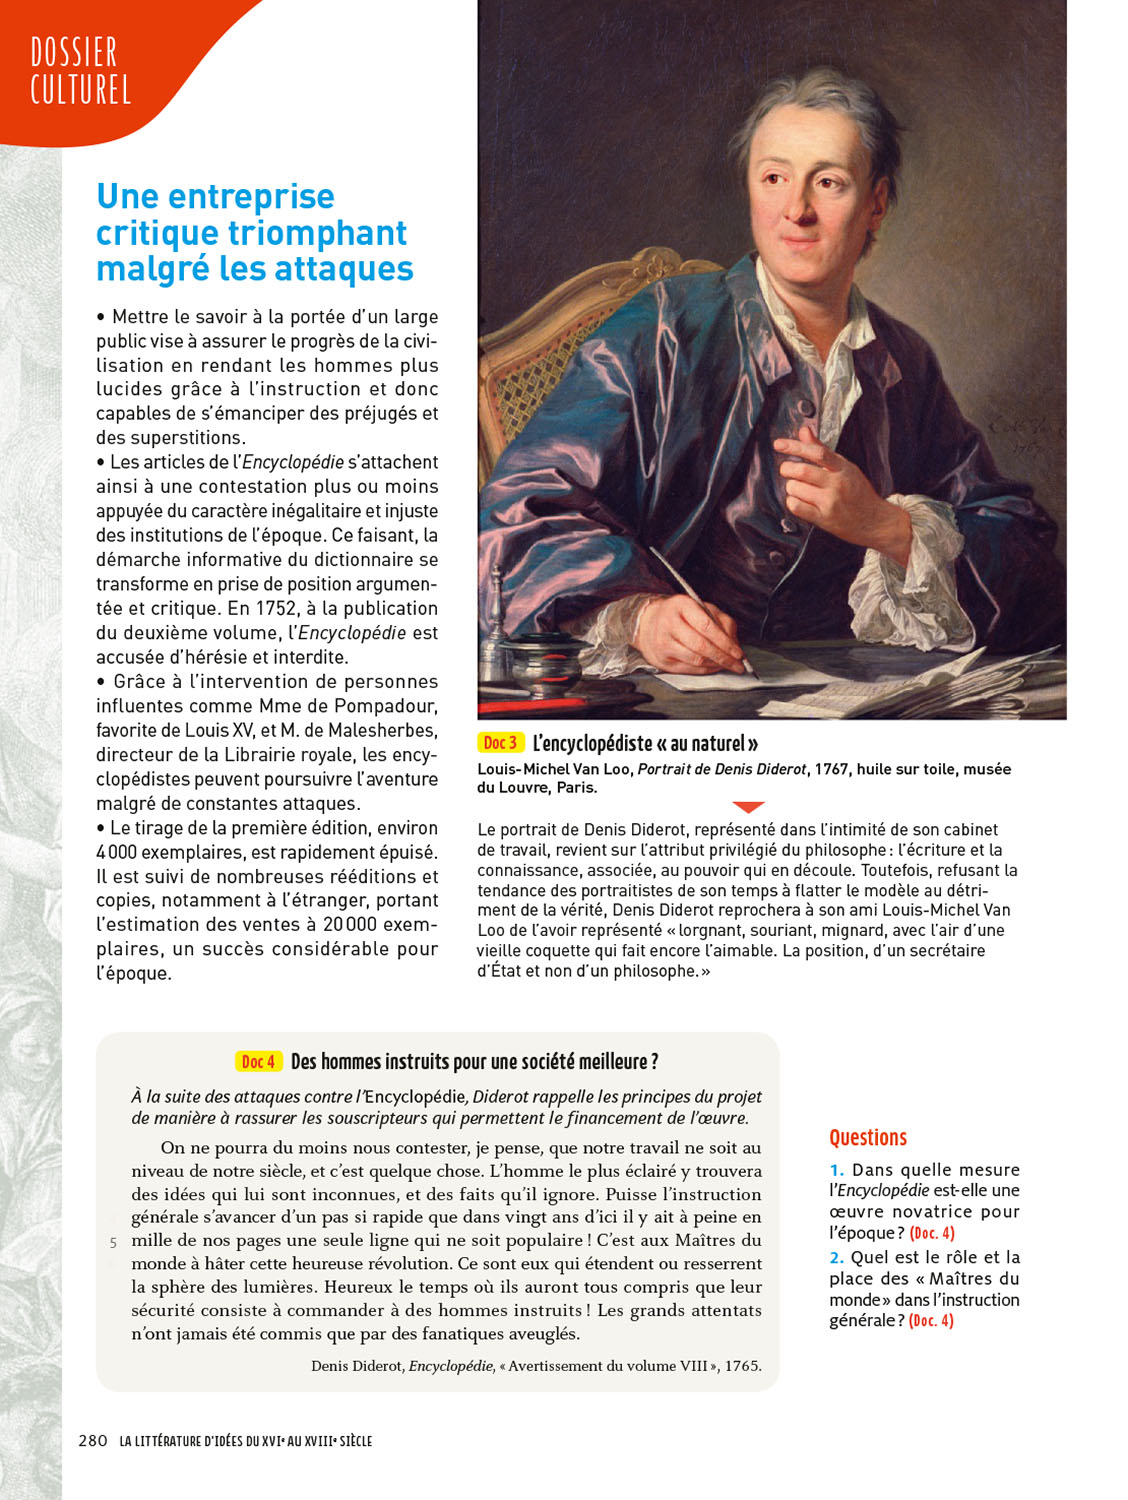 DOSSIER
CULTUREL
Une entreprise
critique triomphant
malgré les attaques
• Mettre le savoir à la portée d’un large
public vise à assurer le progrès de la civi-
lisation en rendant les hommes plus
lucides grâce à l’instruction et donc
capables de s’émanciper des préjugés et
des superstitions.
• Les articles de l’Encyclopédie s’attachent
ainsi à une contestation plus ou moins
appuyée du caractère inégalitaire et injuste
des institutions de l’époque. Ce faisant, la
démarche informative du dictionnaire se
transforme en prise de position argumen-
tée et critique. En 1752, à la publication
du deuxième volume, l’Encyclopédie est
accusée d’hérésie et interdite.
• Grâce à l’intervention de personnes
influentes comme Mme de Pompadour,
favorite de Louis XV, et M. de Malesherbes,
directeur de la Librairie royale, les ency-
clopédistes peuvent poursuivre l’aventure
malgré de constantes attaques.
• Le tirage de la première édition, environ
4 000 exemplaires, est rapidement épuisé.
Il est suivi de nombreuses rééditions et
copies, notamment à l’étranger, portant
l’estimation des ventes à 20 000 exem-
plaires, un succès considérable pour
l’époque.
1767
Doc 3 L’encyclopédiste « au naturel »
Louis-Michel Van Loo, Portrait de Denis Diderot, 1767, huile sur toile, musée
du Louvre, Paris.
Le portrait de Denis Diderot, représenté dans l’intimité de son cabinet
de travail, revient sur l’attribut privilégié du philosophe : l’écriture et la
connaissance, associée, au pouvoir qui en découle. Toutefois, refusant la
tendance des portraitistes de son temps à flatter le modèle au détri-
ment de la vérité, Denis Diderot reprochera à son ami Louis-Michel Van
Loo de l’avoir représenté « lorgnant, souriant, mignard, avec l’air d’une
vieille coquette qui fait encore l’aimable. La position, d’un secrétaire
d’État et non d’un philosophe. »
Doc 4 Des hommes instruits pour une société meilleure ?
À la suite des attaques contre l’Encyclopédie, Diderot rappelle les principes du projet
de manière à rassurer les souscripteurs qui permettent le financement de l’œuvre.
On ne pourra du moins nous contester, je pense, que notre travail ne soit au
niveau de notre siècle, et c’est quelque chose. L’homme le plus éclairé y trouvera
des idées qui lui sont inconnues, et des faits qu’il ignore. Puisse l’instruction
générale s’avancer d’un pas si rapide que dans vingt ans d’ici il y ait à peine en
5 mille de nos pages une seule ligne qui ne soit populaire ! C’est aux Maîtres du
monde à hâter cette heureuse révolution. Ce sont eux qui étendent ou resserrent
la sphère des lumières. Heureux le temps où ils auront tous compris que leur
sécurité consiste à commander à des hommes instruits ! Les grands attentats
n’ont jamais été commis que par des fanatiques aveuglés.
Denis Diderot, Encyclopédie, « Avertissement du volume VIII », 1765.
Questions
1. Dans quelle mesure
l’Encyclopédie est-elle une
œuvre novatrice pour
l’époque ? (Doc. 4)
2. Quel est le rôle et la
place des « Maîtres du
monde » dans l’instruction
générale ? (Doc. 4)
280 LA LITTÉRATURE D’IDÉES DU XVIe AU XVIIIe SIÈCLE